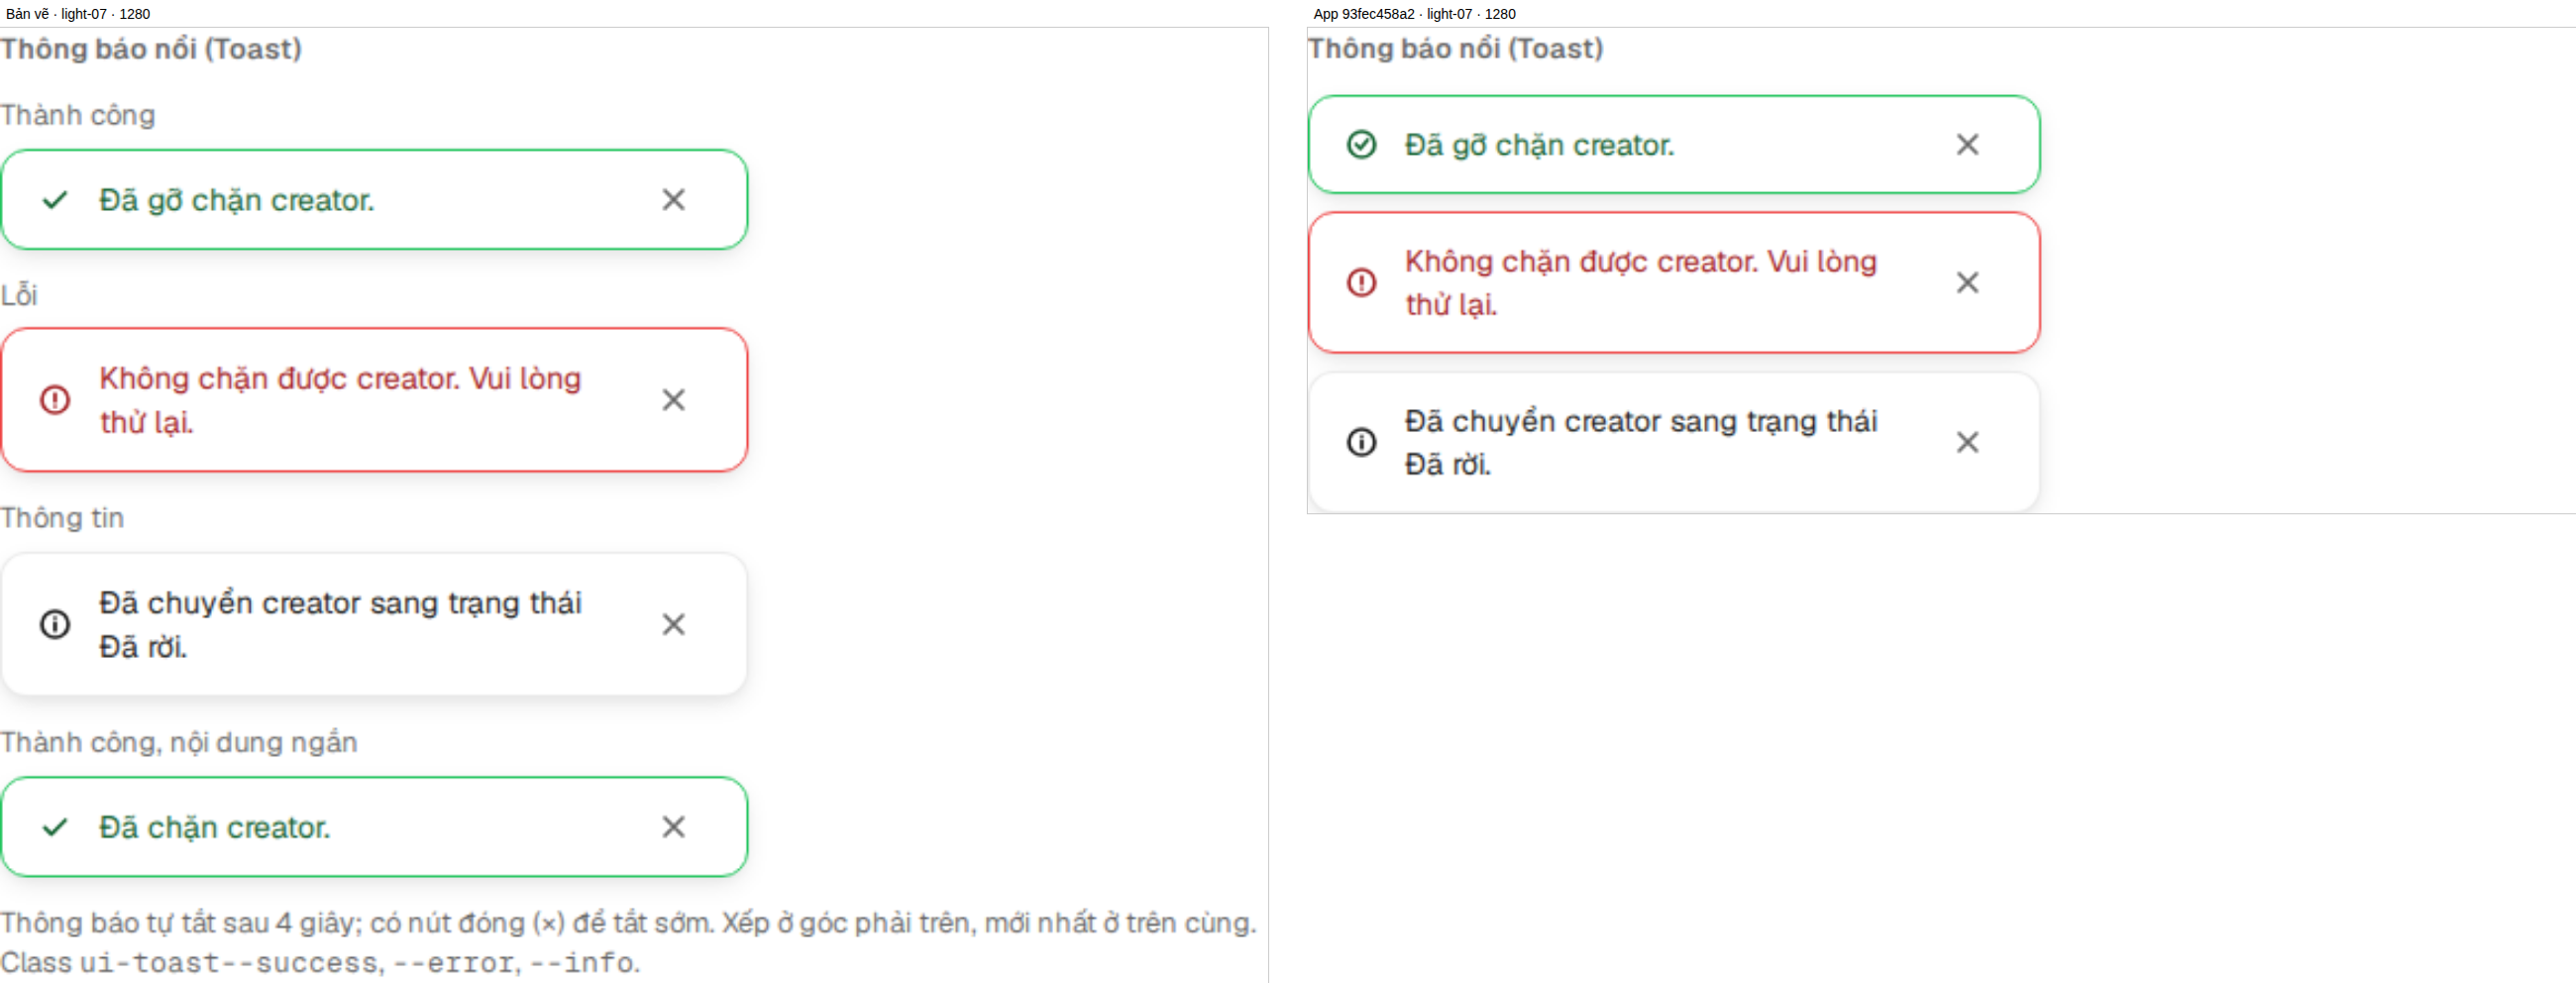 Bản vẽ · light-07 · 1280
Thông báo nổi (Toast)
Thành công
Đã gỡ chặn creator.
Lỗi
Không chặn được creator. Vui lòng
thử lại.
Thông tin
Đã chuyển creator sang trạng thái
Đã rời.
Thành công, nội dung ngắn
Đã chặn creator.
Thông báo tự tắt sau 4 giây; có nút đóng (×) để tắt sớm. Xếp ở góc phải trên, mới nhất ở trên cùng.
Class ui-toast--success, --error, --info.
App 93fec458a2 · light-07 · 1280
Thông báo nổi (Toast)
Đã gỡ chặn creator.
Không chặn được creator. Vui lòng
thử lại.
Đã chuyển creator sang trạng thái
Đã rời.